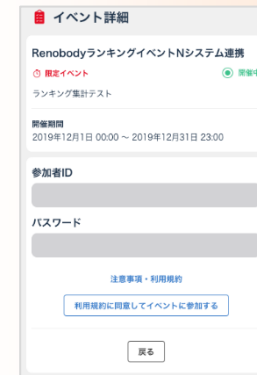 イベント詳細
RenobodyランキングイベントNシステム連携
限定イベント
開催中
ランキング集計テスト
開催期間
2019年12月1日 00:00 ~ 2019年12月31日 23:00
参加者ID
パスワード
注意事項・利用規約
利用規約に同意してイベントに参加する
戻る